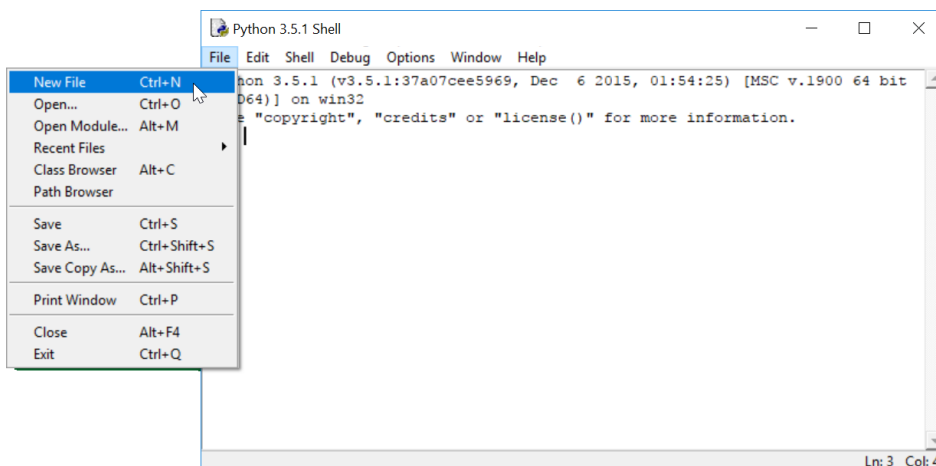 Python 3.5.1 Shell
File Edit Shell Debug Options Window Help
New File Ctrl+N
Open... Ctrl+O
Open Module... Alt+M
Recent Files
Class Browser Alt+C
Path Browser
Save Ctrl+S
Save As... Ctrl+Shift+S
Save Copy As... Alt+Shift+S
Print Window Ctrl+P
Close Alt+F4
Exit Ctrl+Q
hon 3.5.1 (v3.5.1:37a07cee5969, Dec 6 2015, 01:54:25) [MSC v.1900 64 bit
D64)] on win32
e "copyright", "credits" or "license()" for more information.
Ln: 3 Col: 4